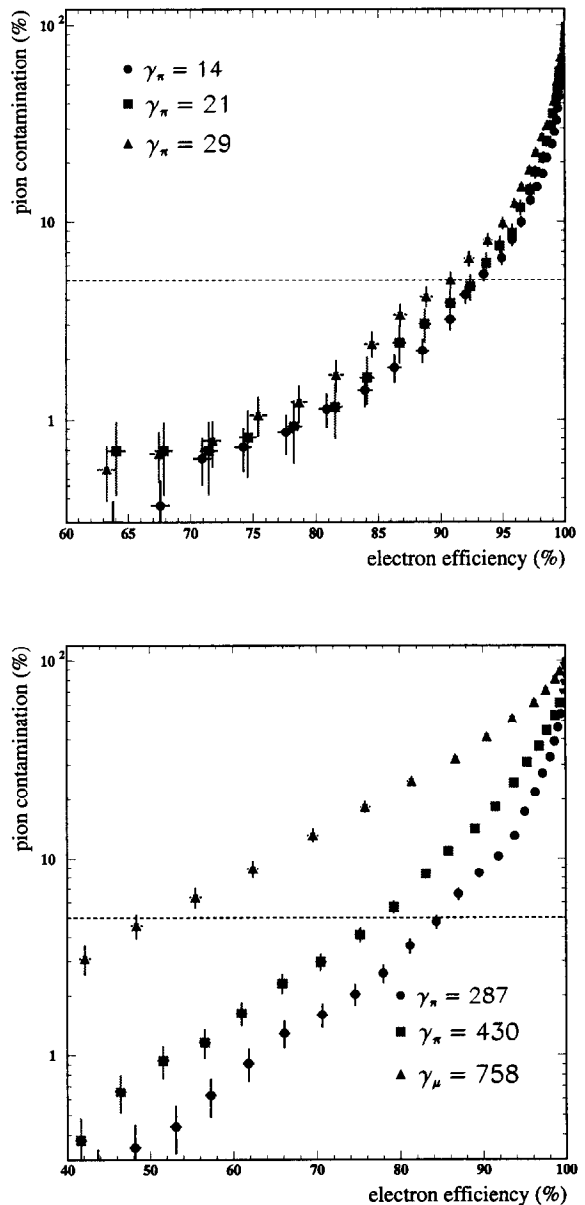 pion contamination (%)
10²
10
1
γπ = 14
γπ = 21
γπ = 29
60 65 70 75 80 85 90 95 100
electron efficiency (%)
pion contamination (%)
10²
10
1
γπ = 287
γπ = 430
γμ = 758
40 50 60 70 80 90 100
electron efficiency (%)